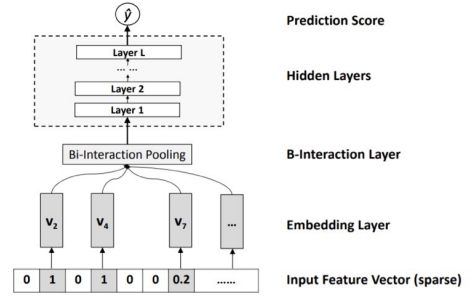 ŷ
Prediction Score
Layer L
... ...
Layer 2
Layer 1
Hidden Layers
Bi-Interaction Pooling
B-Interaction Layer
V2
V4
V7
...
Embedding Layer
0 1 0 1 0 0 0.2 ......
Input Feature Vector (sparse)